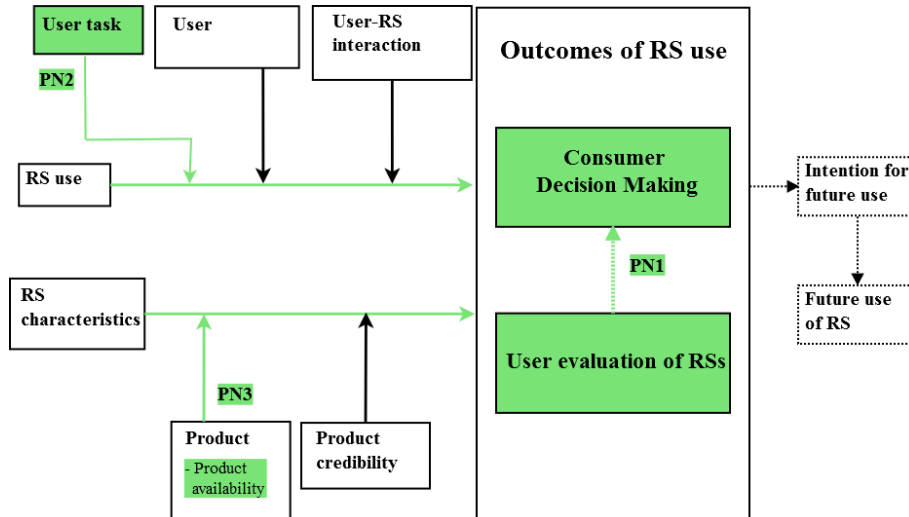 User task
User
User-RS
interaction
Outcomes of RS use
PN2
Consumer
Decision Making
RS use
Intention for
future use
PN1
RS
characteristics
Future use
of RS
User evaluation of RSs
PN3
Product
- Product
availability
Product
credibility